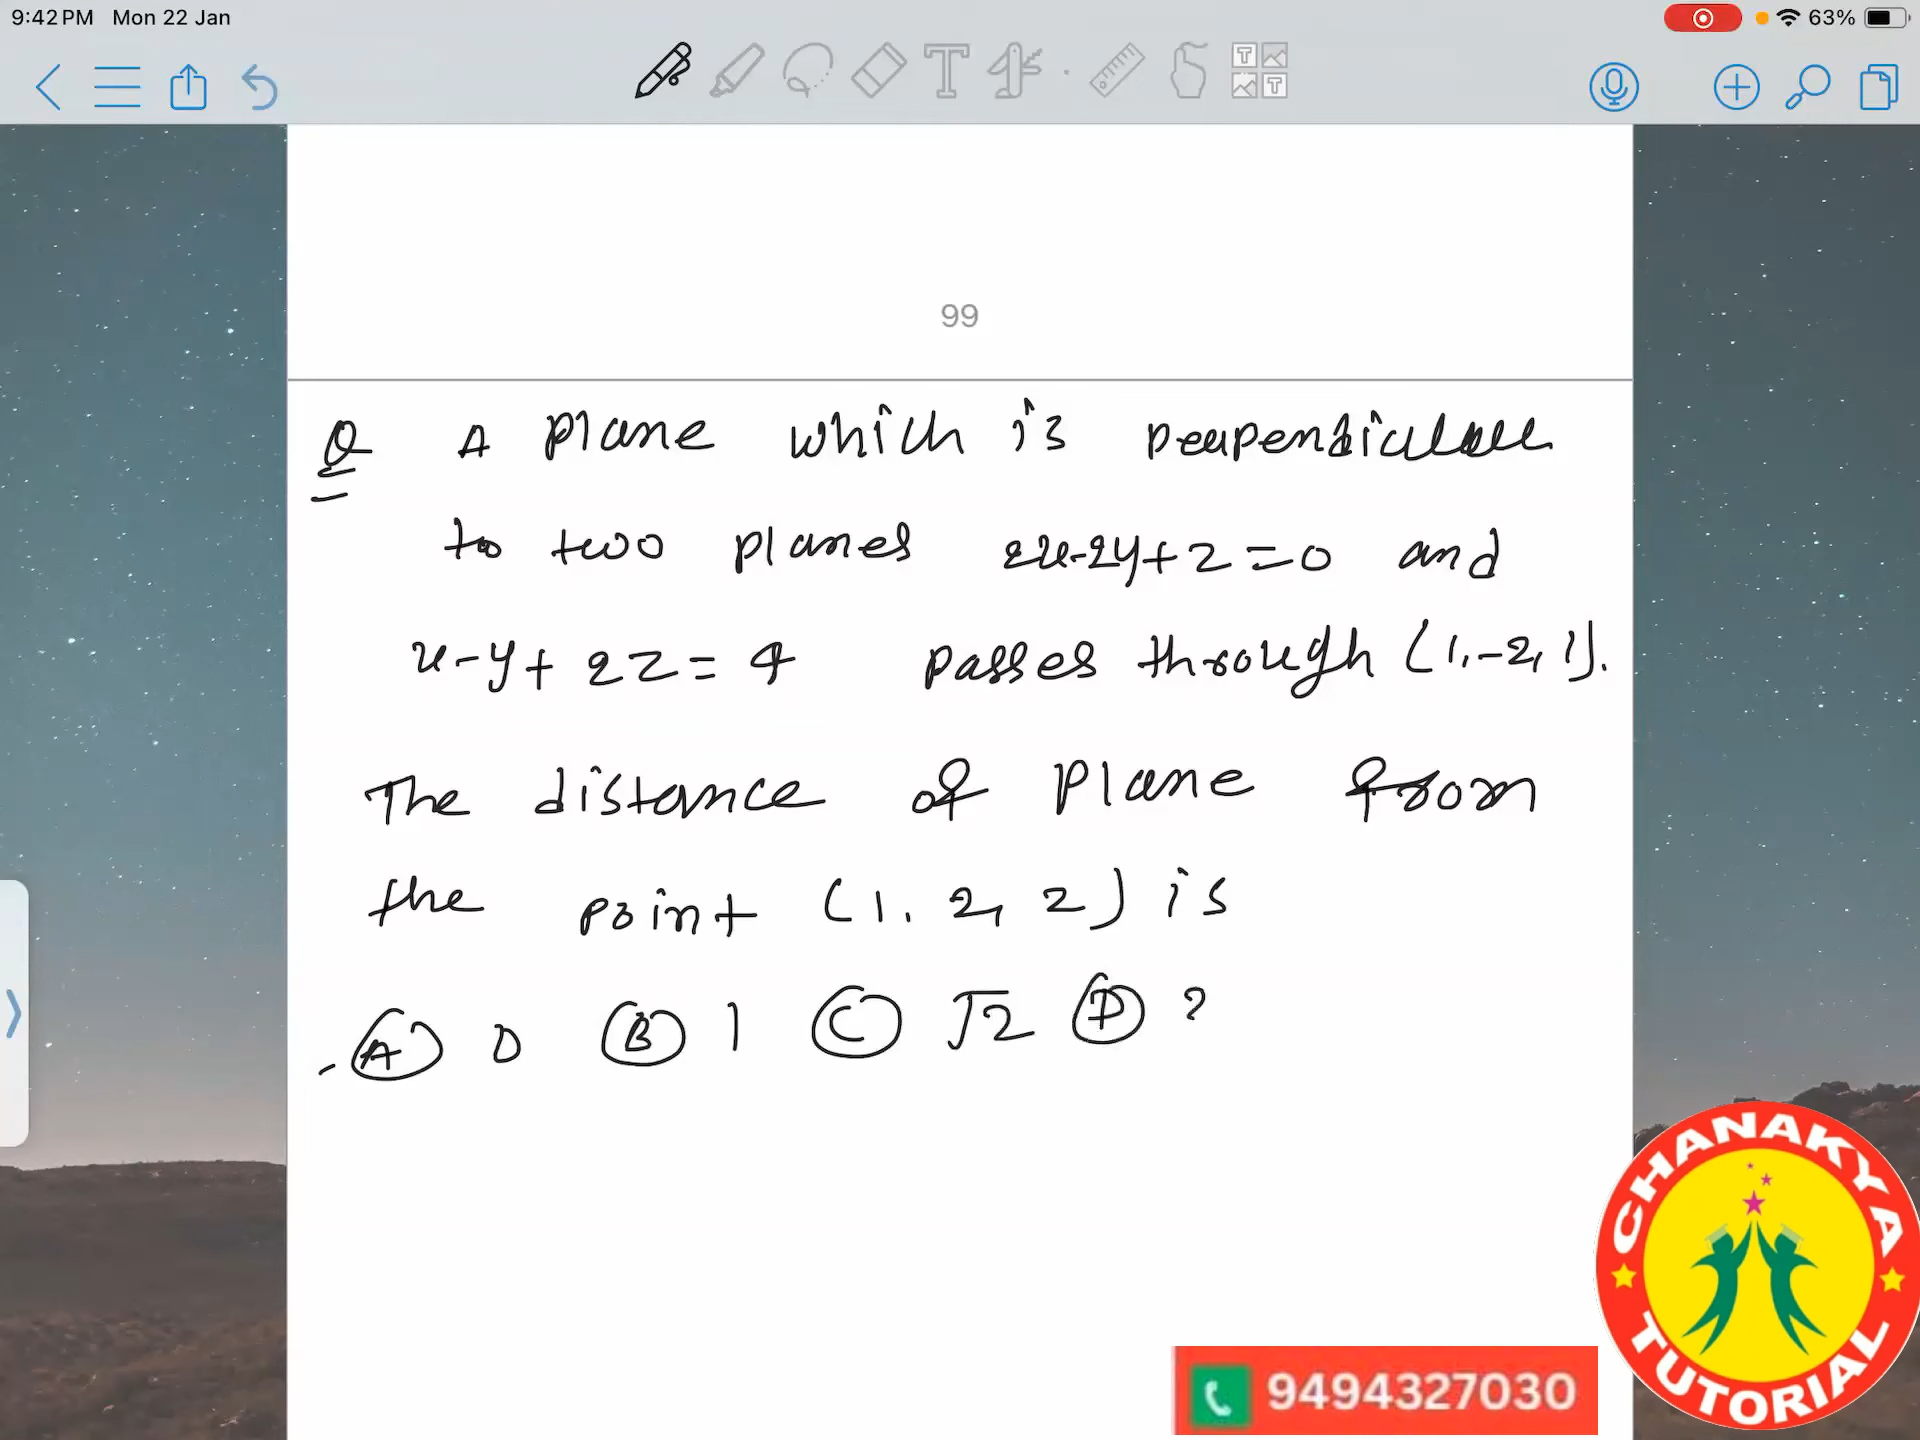 9:42 PM Mon 22 Jan
63%
99
Q A plane which is perpendicular
to two planes 2x-2y+z=0 and
x-y+2z=4 passes through (1,-2,1).
The distance of plane from
the point (1, 2, 2) is
(A) 0 (B) 1 (C) √2 (D) 2
CHANAKYA
TUTORIAL
9494327030